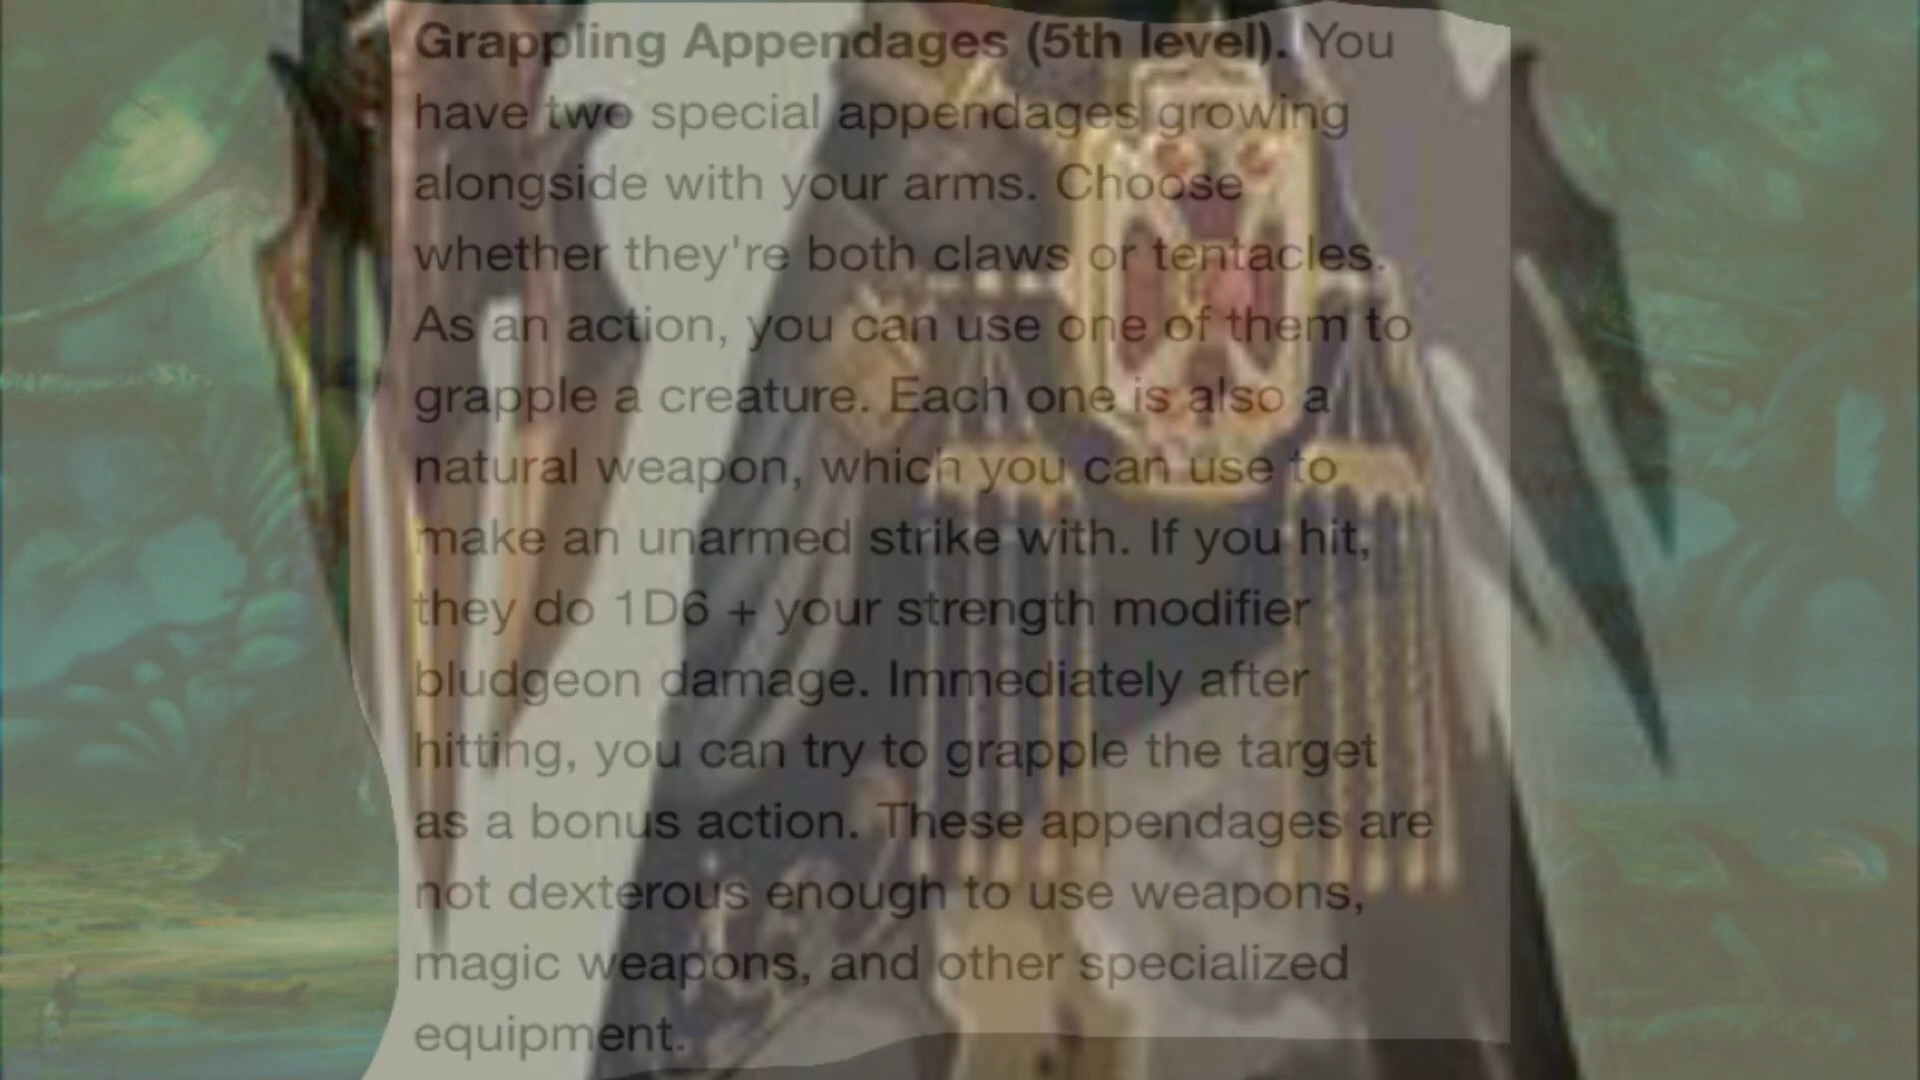 Grappling Appendages (5th level). You
have two special appendages growing
alongside with your arms. Choose
whether they're both claws or tentacles.
As an action, you can use one of them to
grapple a creature. Each one is also a
natural weapon, which you can use to
make an unarmed strike with. If you hit,
they do 1D6 + your strength modifier
bludgeon damage. Immediately after
hitting, you can try to grapple the target
as a bonus action. These appendages are
not dexterous enough to use weapons,
magic weapons, and other specialized
equipment.